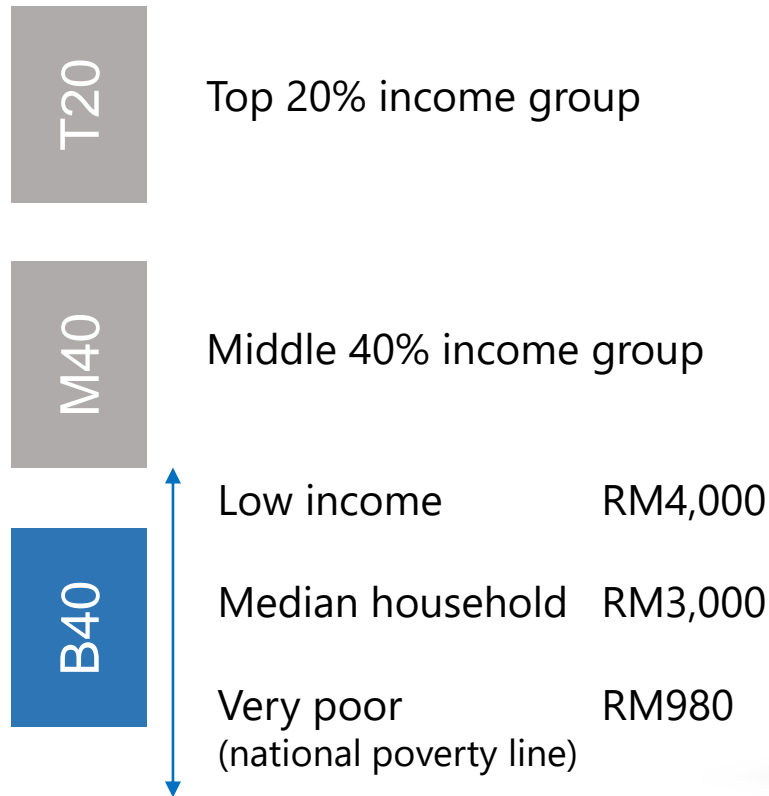 T20
Top 20% income group
M40
Middle 40% income group
B40
Low income RM4,000
Median household RM3,000
Very poor RM980
(national poverty line)